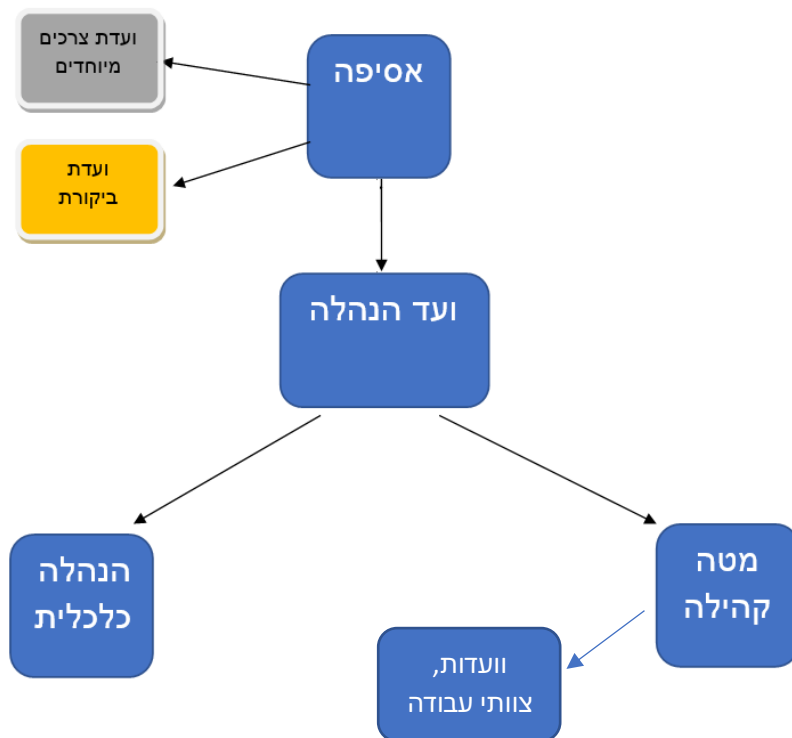 ועדת צרכים
מיוחדים
אסיפה
ועדת
ביקורת
ועד הנהלה
מטה
קהילה
הנהלה
כלכלית
וועדות,
צוותי עבודה